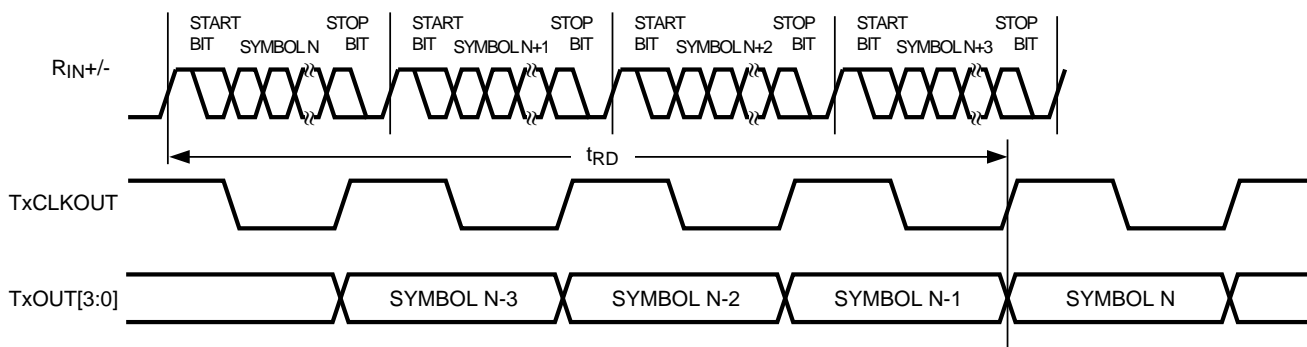 START STOP START STOP START STOP START STOP
BIT SYMBOL N BIT BIT SYMBOL N+1 BIT BIT SYMBOL N+2 BIT BIT SYMBOL N+3 BIT
RIN+/-
tRD
TxCLKOUT
TxOUT[3:0] SYMBOL N-3 SYMBOL N-2 SYMBOL N-1 SYMBOL N